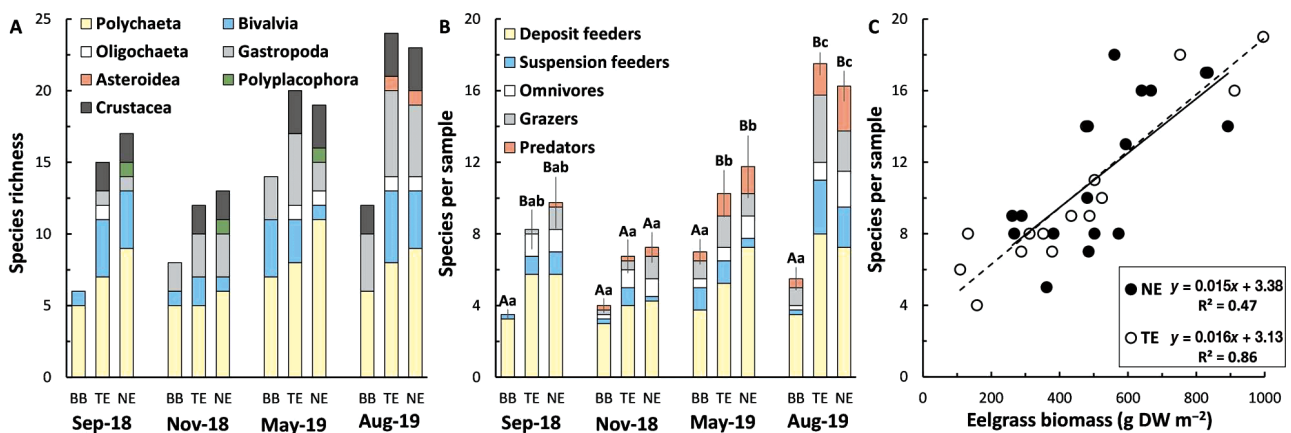 A
Polychaeta
Bivalvia
Oligochaeta
Gastropoda
Asteroidea
Polyplacophora
Crustacea
Species richness
25
20
15
10
5
0
BB TE NE BB TE NE BB TE NE BB TE NE
Sep-18 Nov-18 May-19 Aug-19
B
Deposit feeders
Suspension feeders
Omnivores
Grazers
Predators
Species per sample
20
16
12
8
4
0
Aa Bab Bab Aa Aa Aa Aa Bb Bb Aa Bc Bc
BB TE NE BB TE NE BB TE NE BB TE NE
Sep-18 Nov-18 May-19 Aug-19
C
Species per sample
20
16
12
8
4
0
NE y = 0.015x + 3.38
R² = 0.47
TE y = 0.016x + 3.13
R² = 0.86
0 200 400 600 800 1000
Eelgrass biomass (g DW m⁻²)